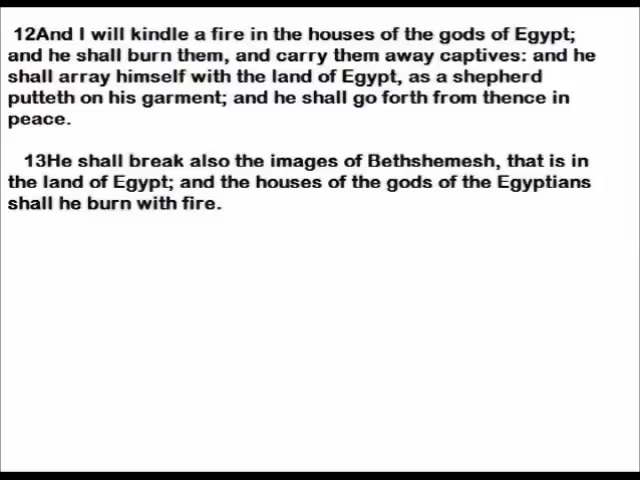 12And I will kindle a fire in the houses of the gods of Egypt;
and he shall burn them, and carry them away captives: and he
shall array himself with the land of Egypt, as a shepherd
putteth on his garment; and he shall go forth from thence in
peace.
13He shall break also the images of Bethshemesh, that is in
the land of Egypt; and the houses of the gods of the Egyptians
shall he burn with fire.